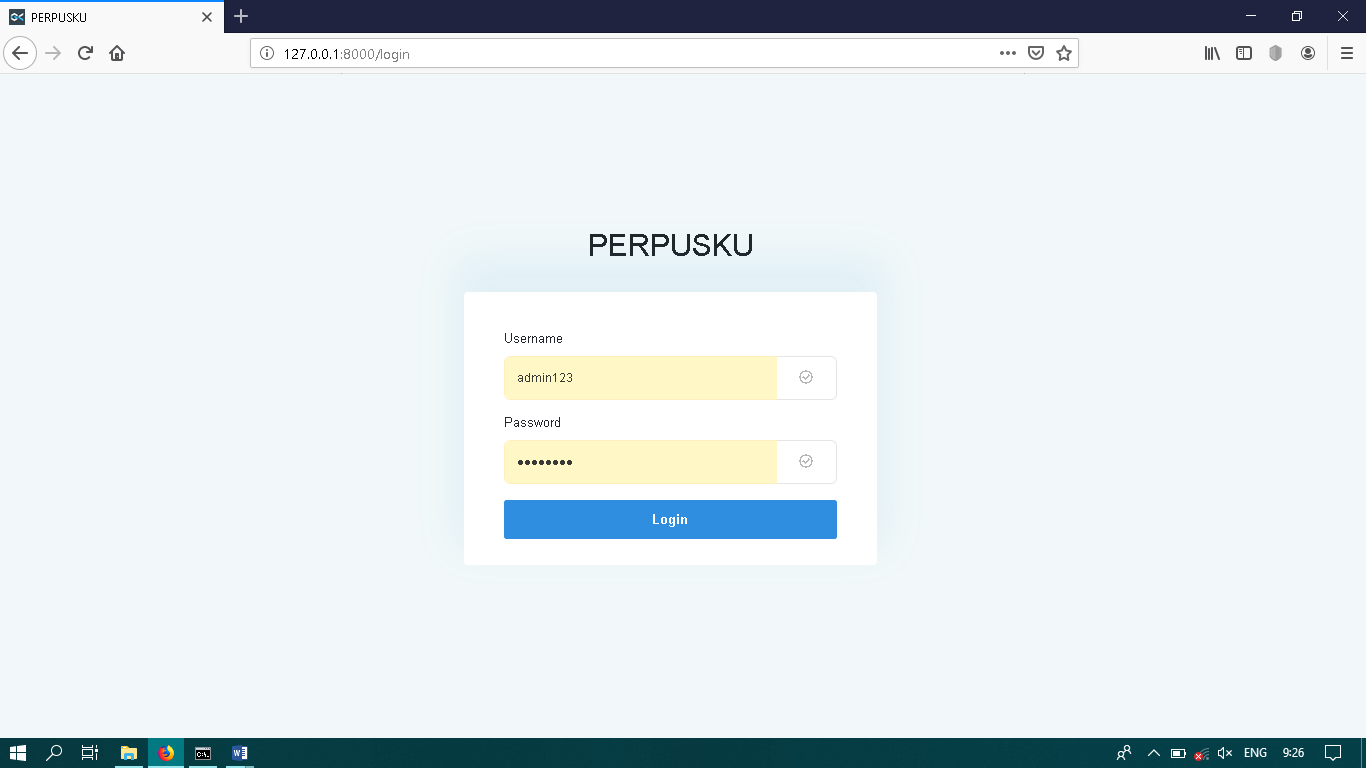 PERPUSKU
127.0.0.1:8000/login
PERPUSKU
Username
admin123
Password
••••••••
Login
ENG 9:26